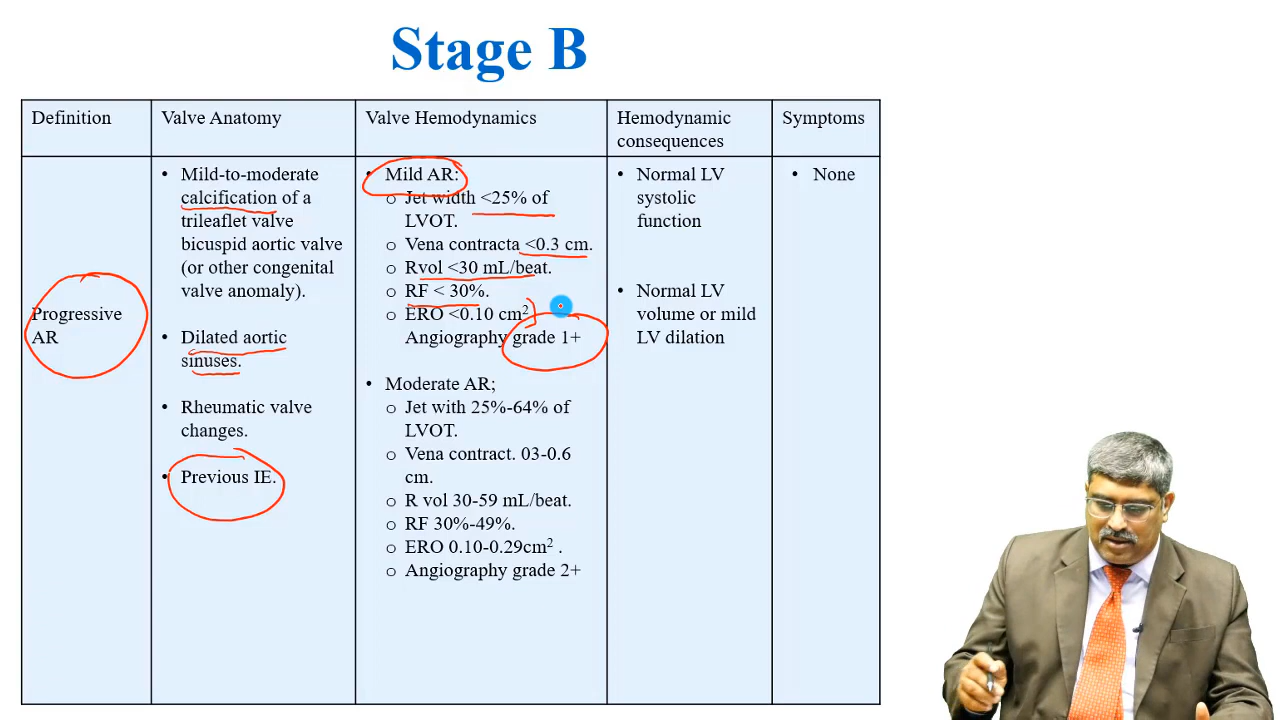 Stage B
Definition
Valve Anatomy
Valve Hemodynamics
Hemodynamic
consequences
Symptoms
Progressive
AR
• Mild-to-moderate
calcification of a
trileaflet valve
bicuspid aortic valve
(or other congenital
valve anomaly).
• Dilated aortic
sinuses.
• Rheumatic valve
changes.
• Previous IE.
• Mild AR:
o Jet width <25% of
LVOT.
o Vena contracta <0.3 cm.
o Rvol <30 mL/beat.
o RF < 30%.
o ERO <0.10 cm2
Angiography grade 1+
• Moderate AR;
o Jet with 25%-64% of
LVOT.
o Vena contract. 03-0.6
cm.
o R vol 30-59 mL/beat.
o RF 30%-49%.
o ERO 0.10-0.29cm2 .
o Angiography grade 2+
• Normal LV
systolic
function
• Normal LV
volume or mild
LV dilation
• None